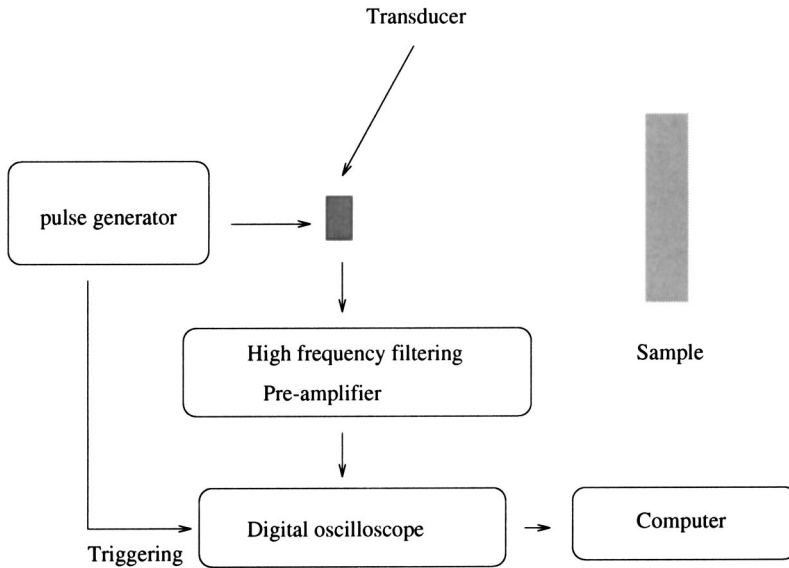 Transducer
pulse generator
High frequency filtering
Pre-amplifier
Sample
Digital oscilloscope
Computer
Triggering